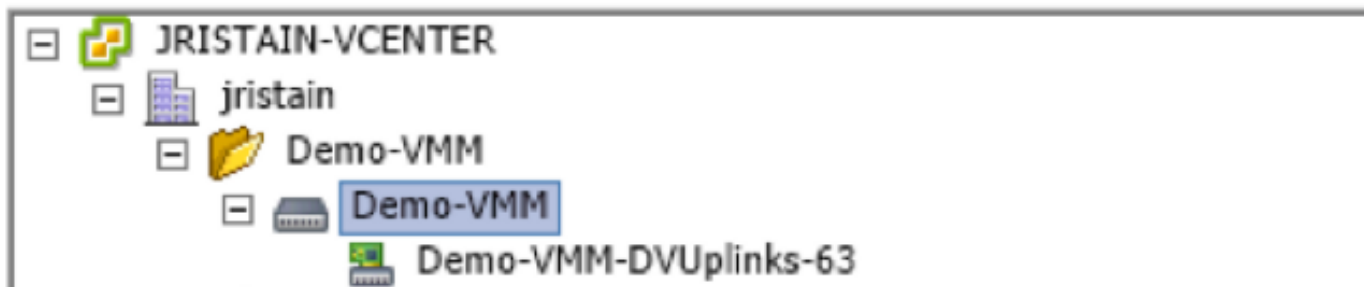 JRISTAIN-VCENTER
jristain
Demo-VMM
Demo-VMM
Demo-VMM-DVUplinks-63